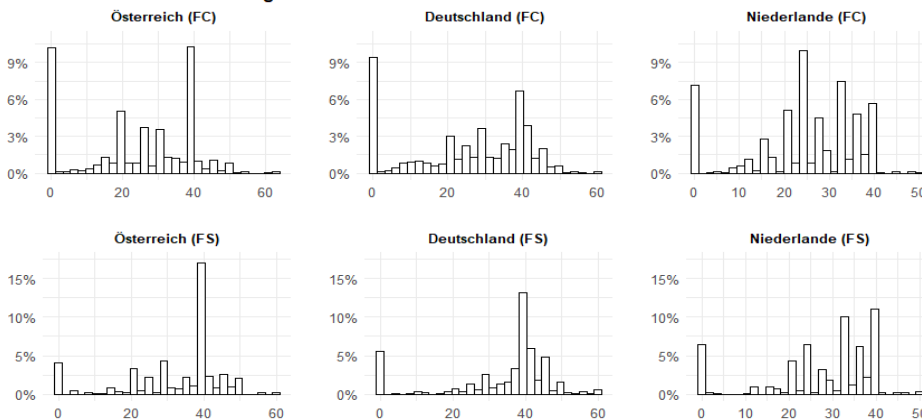 Österreich (FC) Deutschland (FC) Niederlande (FC)
9% 9% 9%
6% 6% 6%
3% 3% 3%
0% 0% 0%
0 20 40 60 0 20 40 60 0 10 20 30 40 50
Österreich (FS) Deutschland (FS) Niederlande (FS)
15% 15% 15%
10% 10% 10%
5% 5% 5%
0% 0% 0%
0 20 40 60 0 20 40 60 0 10 20 30 40 50